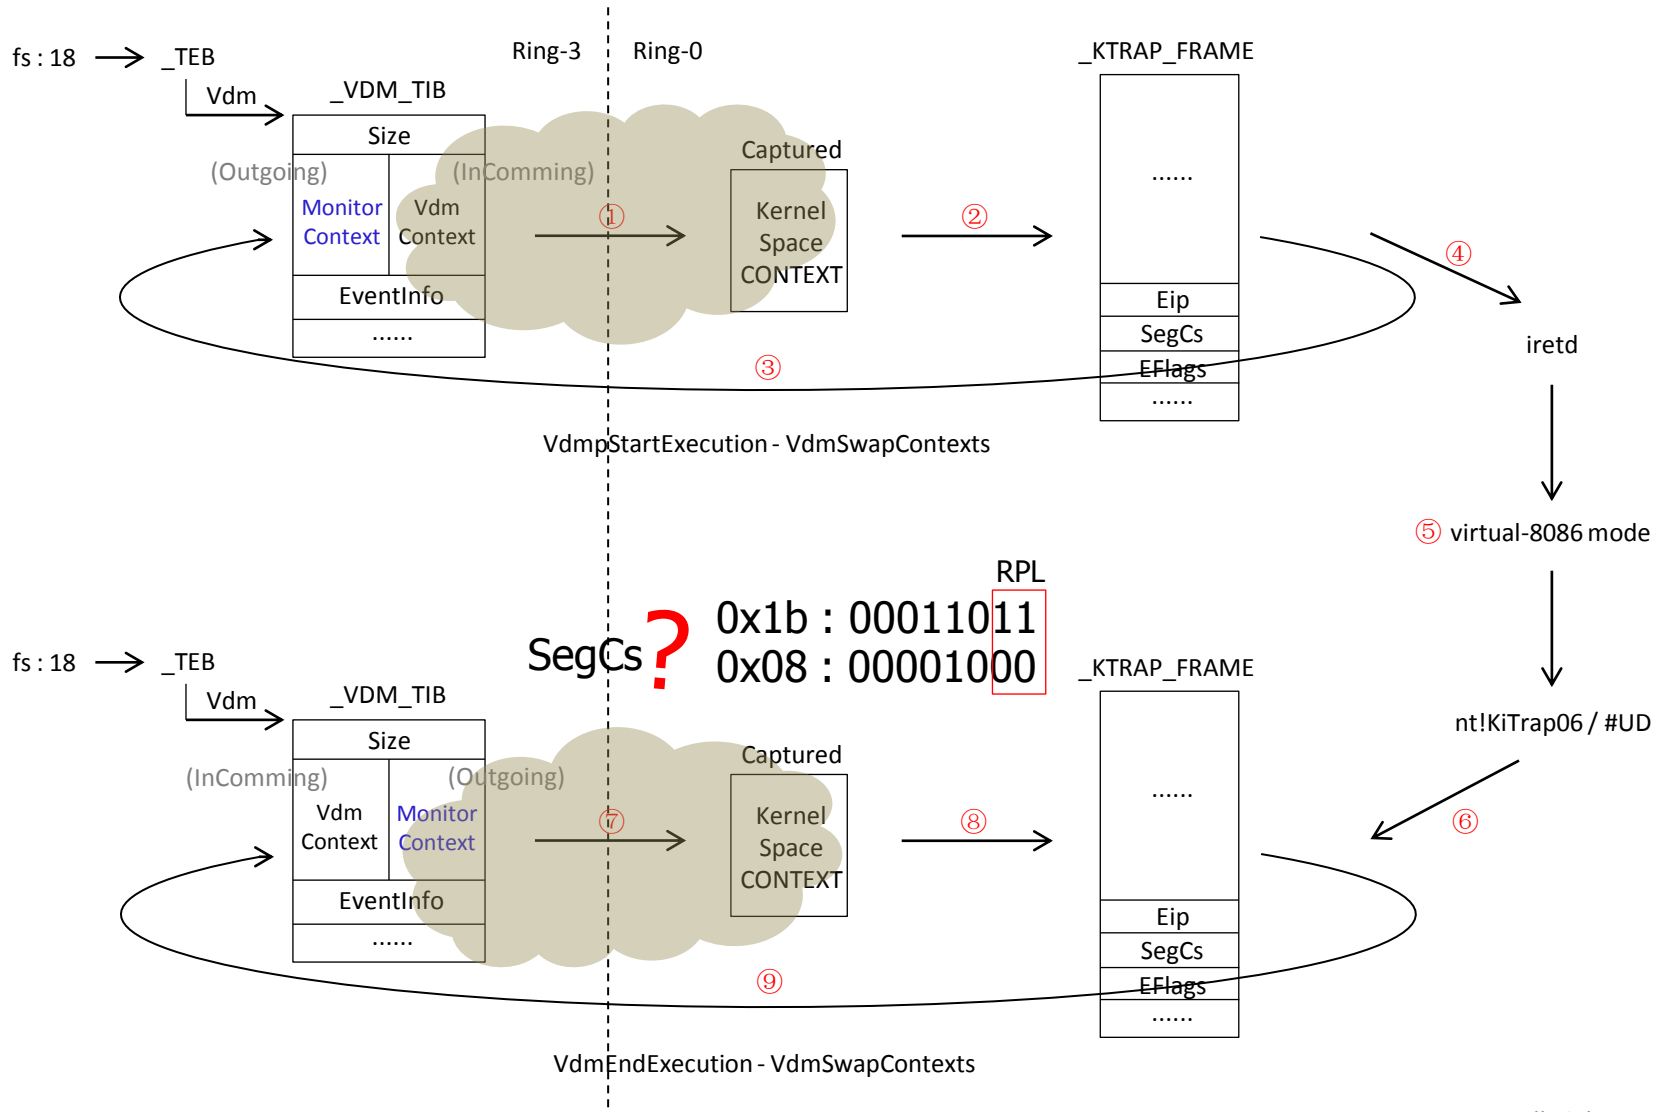 fs : 18
_TEB
Vdm
_VDM_TIB
Ring-3
Ring-0
_KTRAP_FRAME
Size
(Outgoing)
(InComming)
Monitor
Context
Vdm
Context
EventInfo
......
①
Captured
Kernel
Space
CONTEXT
②
......
Eip
SegCs
EFlags
......
③
④
iretd
VdmpStartExecution - VdmSwapContexts
⑤ virtual-8086 mode
RPL
SegCs ?
0x1b : 00011011
0x08 : 00001000
fs : 18
_TEB
Vdm
_VDM_TIB
_KTRAP_FRAME
nt!KiTrap06 / #UD
Size
(InComming)
(Outgoing)
Vdm
Context
Monitor
Context
EventInfo
......
⑦
Captured
Kernel
Space
CONTEXT
⑧
......
Eip
SegCs
EFlags
......
⑥
⑨
VdmEndExecution - VdmSwapContexts